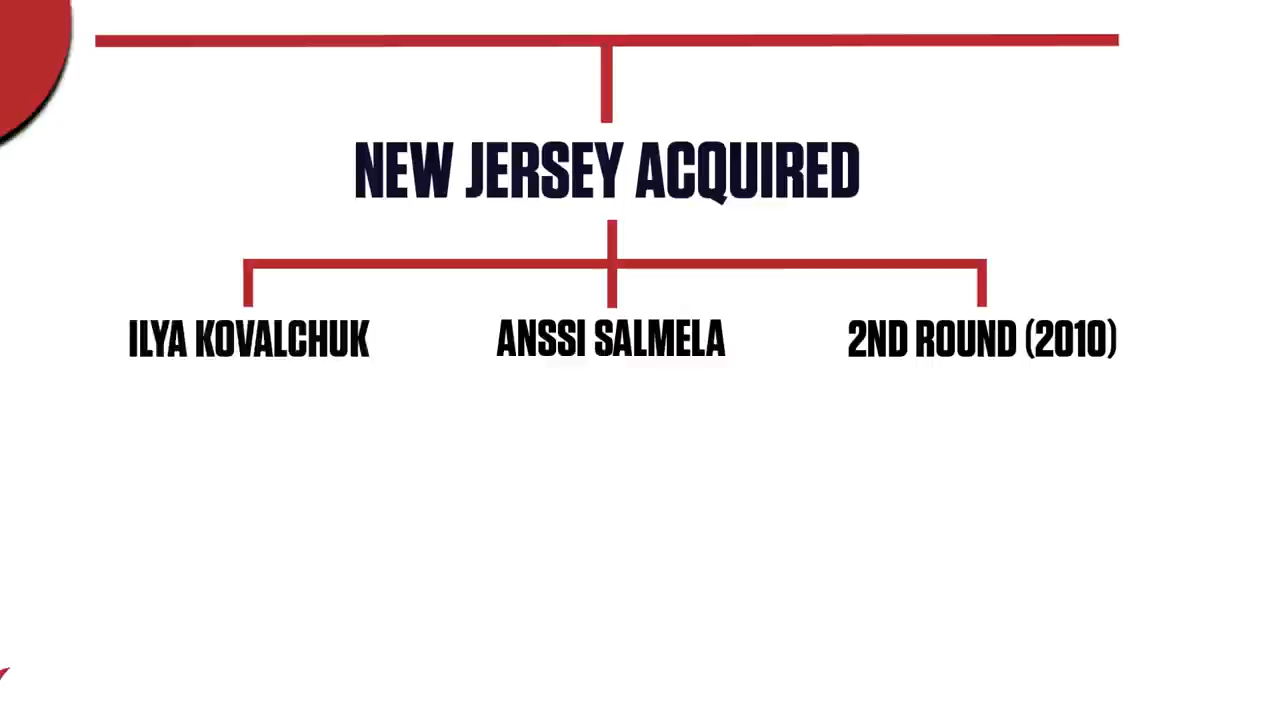 NEW JERSEY ACQUIRED
ILYA KOVALCHUK
ANSSI SALMELA
2ND ROUND (2010)